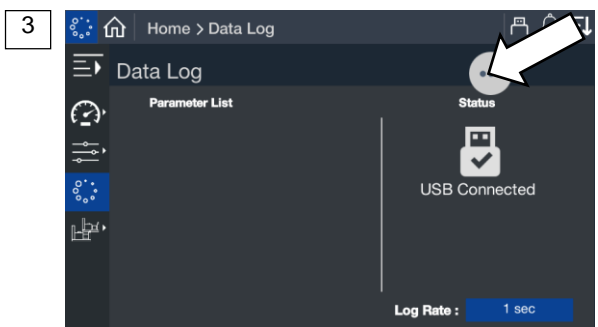 3
Home > Data Log
Data Log
Parameter List
Status
USB Connected
Log Rate :
1 sec